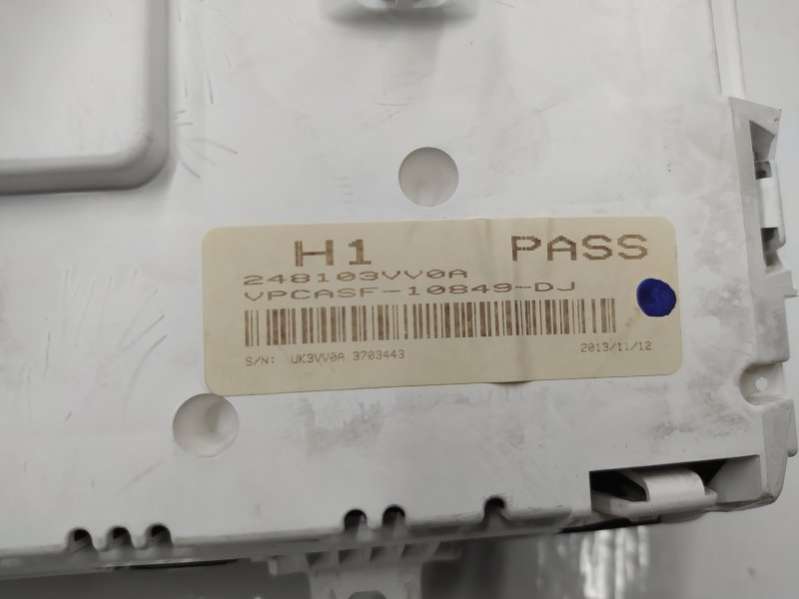 H1 PASS
248103VV0A
VPCASF-10849-DJ
S/N: UK3VV0A 3703443 2013/11/12